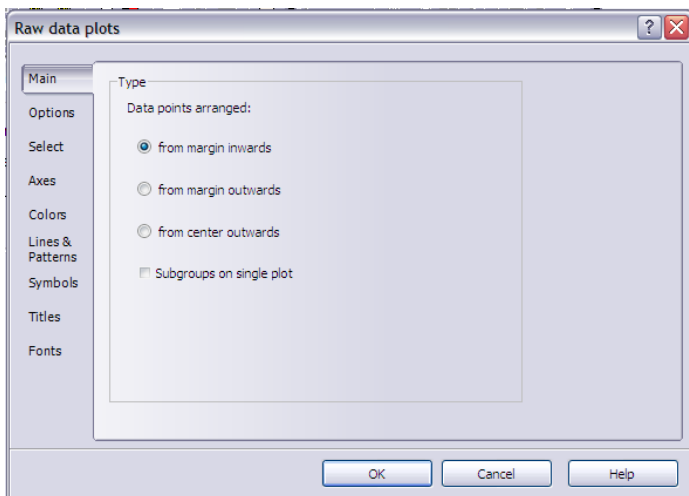 Raw data plots
?
Main
Options
Select
Axes
Colors
Lines &
Patterns
Symbols
Titles
Fonts
Type
Data points arranged:
from margin inwards
from margin outwards
from center outwards
Subgroups on single plot
OK
Cancel
Help